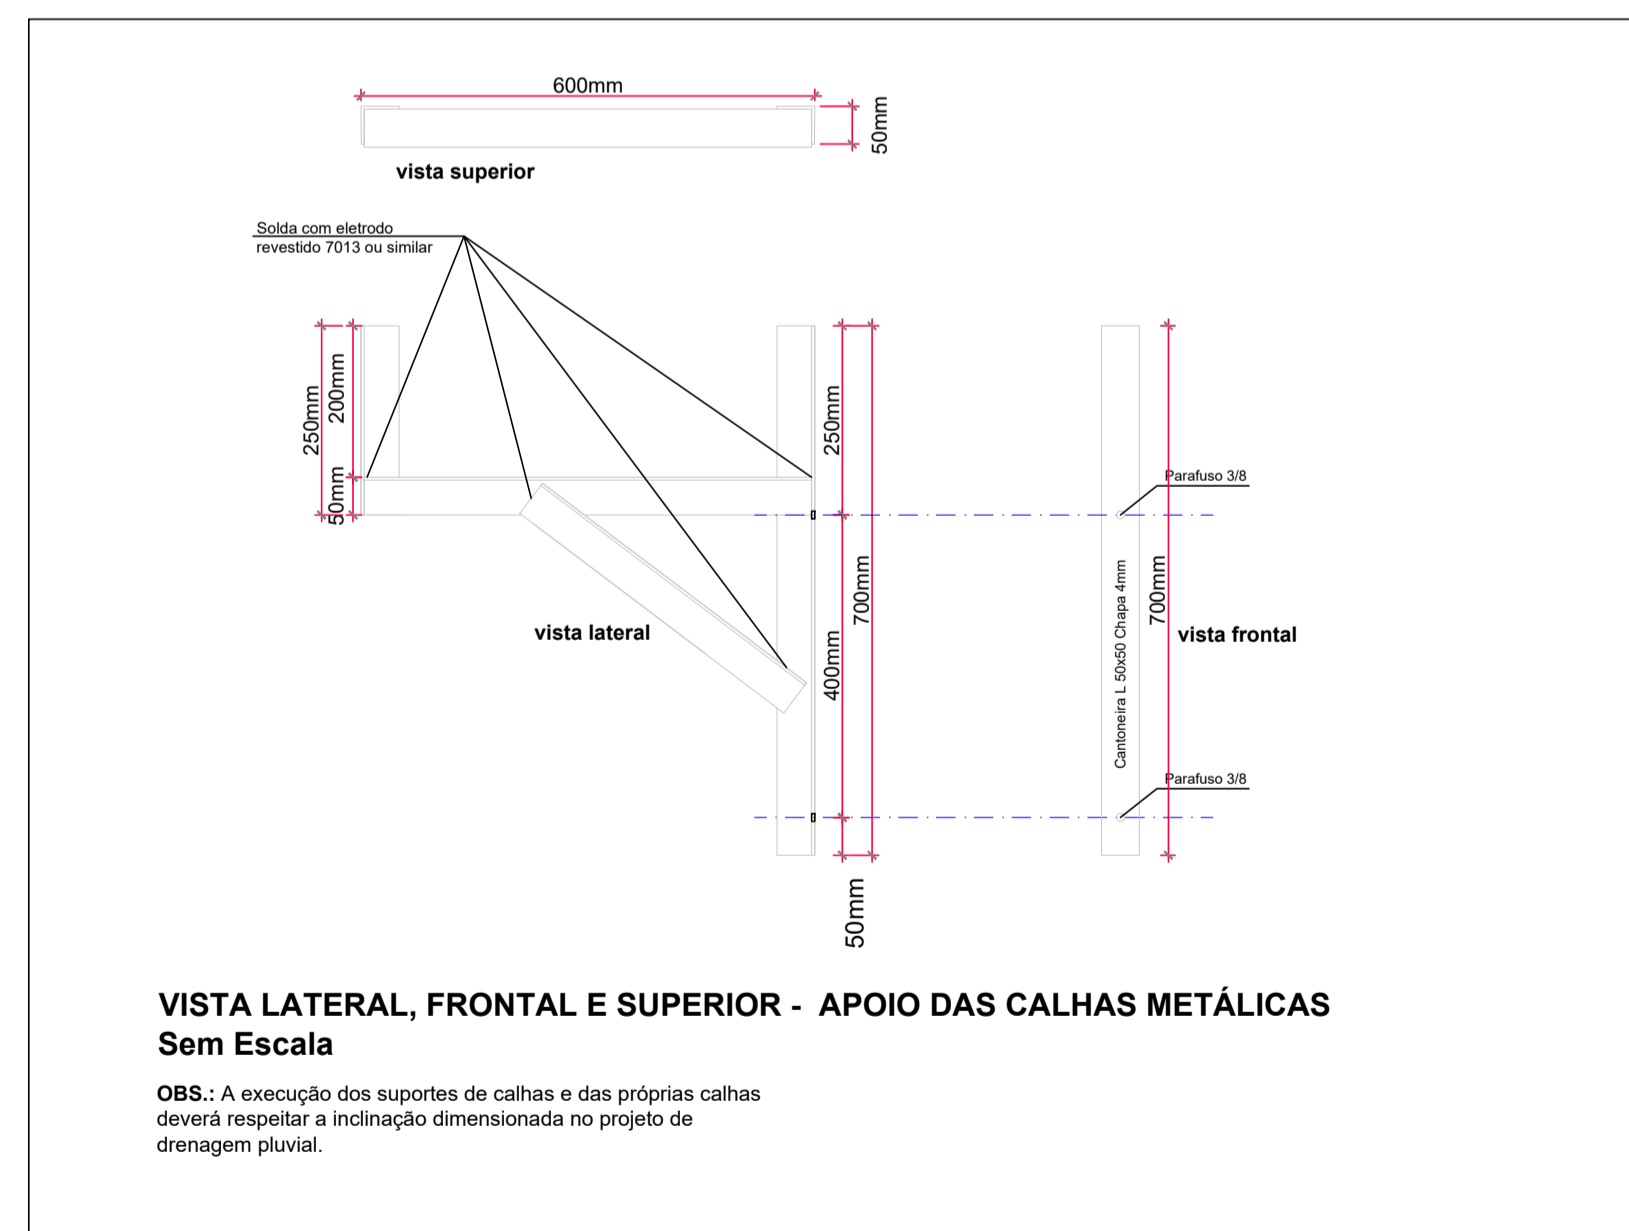 600mm
50mm
vista superior
Solda com eletrodo
revestido 7013 ou similar
250mm
200mm
50mm
250mm
700mm
400mm
50mm
vista lateral
Parafuso 3/8
Cantoneira L 50x50 Chapa 4mm
700mm
vista frontal
Parafuso 3/8
VISTA LATERAL, FRONTAL E SUPERIOR - APOIO DAS CALHAS METÁLICAS
Sem Escala
OBS.: A execução dos suportes de calhas e das próprias calhas
deverá respeitar a inclinação dimensionada no projeto de
drenagem pluvial.